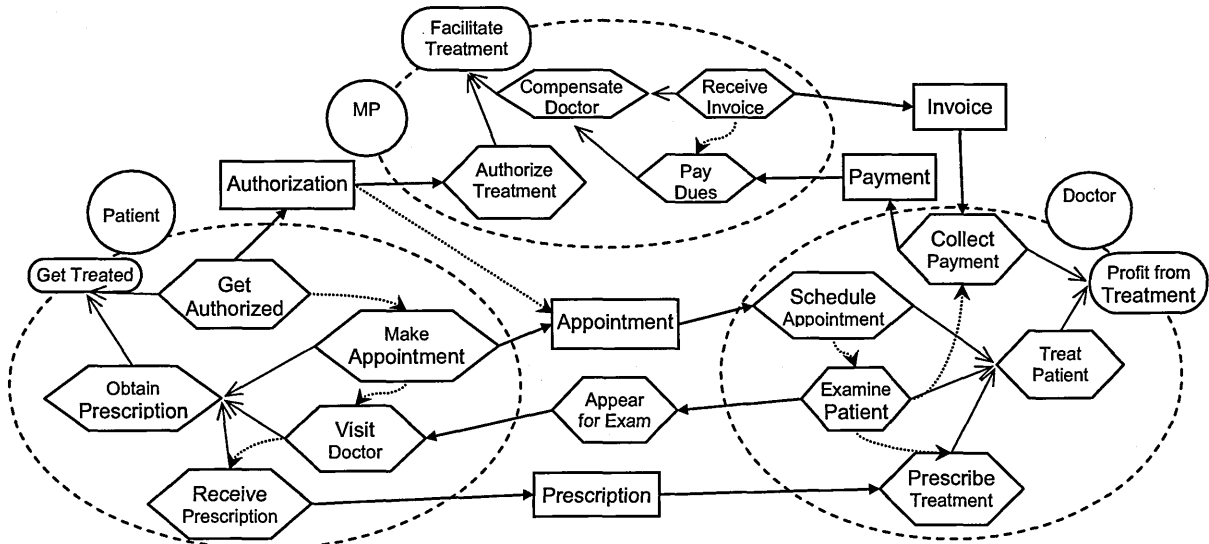 Facilitate
Treatment
MP
Compensate
Doctor
Receive
Invoice
Invoice
Authorization
Authorize
Treatment
Pay
Dues
Payment
Doctor
Patient
Collect
Payment
Get Treated
Get
Authorized
Profit from
Treatment
Make
Appointment
Appointment
Schedule
Appointment
Treat
Patient
Obtain
Prescription
Visit
Doctor
Appear
for Exam
Examine
Patient
Receive
Prescription
Prescription
Prescribe
Treatment